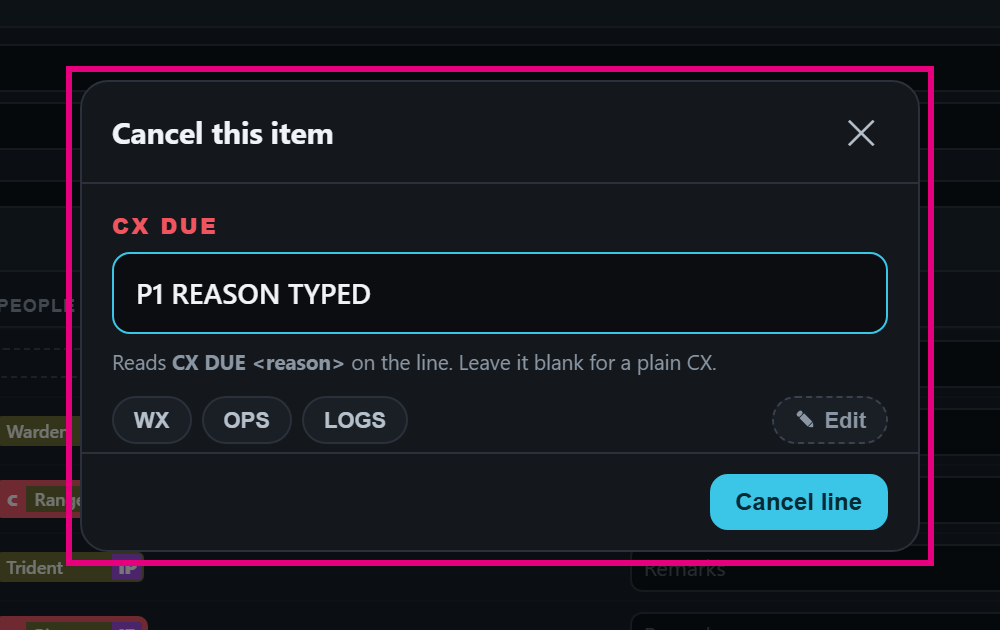 Cancel this item
CX DUE
P1 REASON TYPED
PEOPLE
Reads CX DUE <reason> on the line. Leave it blank for a plain CX.
WX OPS LOGS Edit
Warden
C
Cancel line
Trident IP
Remarks